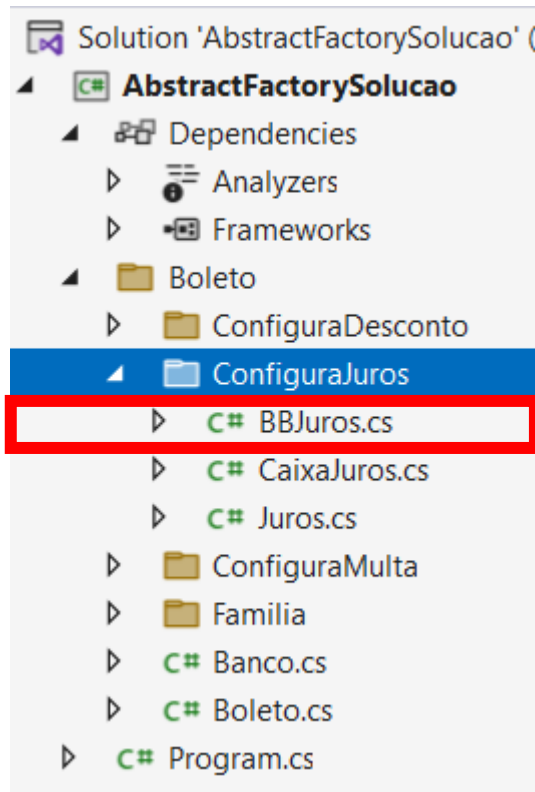 Solution 'AbstractFactorySolucao' (
C# AbstractFactorySolucao
Dependencies
Analyzers
Frameworks
Boleto
ConfiguraDesconto
ConfiguraJuros
C# BBJuros.cs
C# CaixaJuros.cs
C# Juros.cs
ConfiguraMulta
Familia
C# Banco.cs
C# Boleto.cs
C# Program.cs